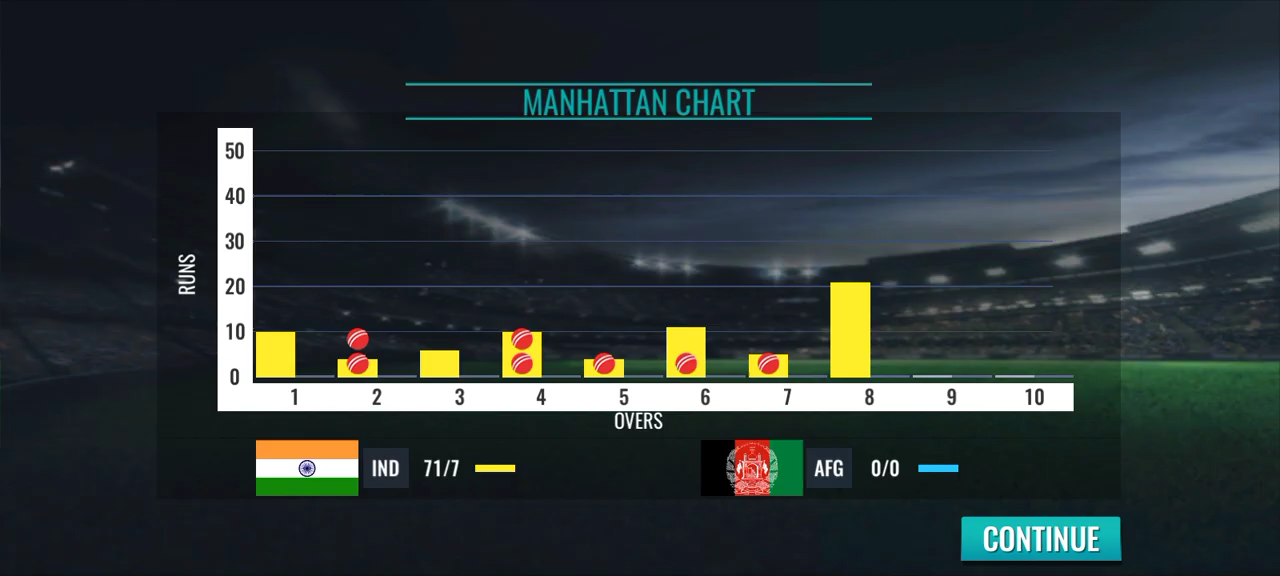 MANHATTAN CHART
50
40
30
20
10
0
RUNS
1 2 3 4 5 6 7 8 9 10
OVERS
IND 71/7 AFG 0/0
CONTINUE